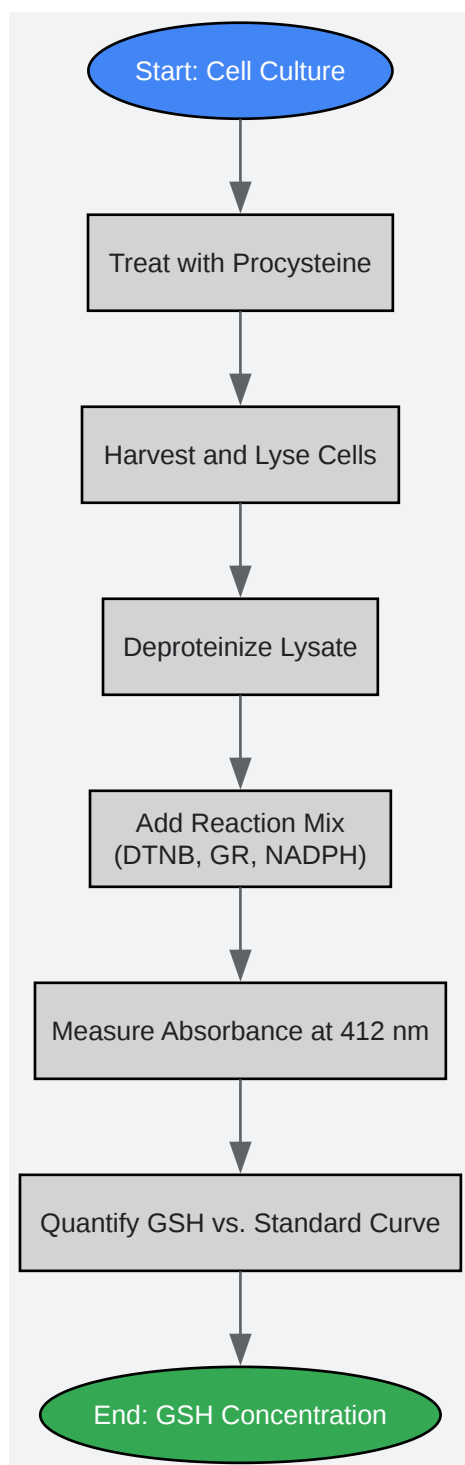 Start: Cell Culture
Treat with Procysteine
Harvest and Lyse Cells
Deproteinize Lysate
Add Reaction Mix
(DTNB, GR, NADPH)
Measure Absorbance at 412 nm
Quantify GSH vs. Standard Curve
End: GSH Concentration